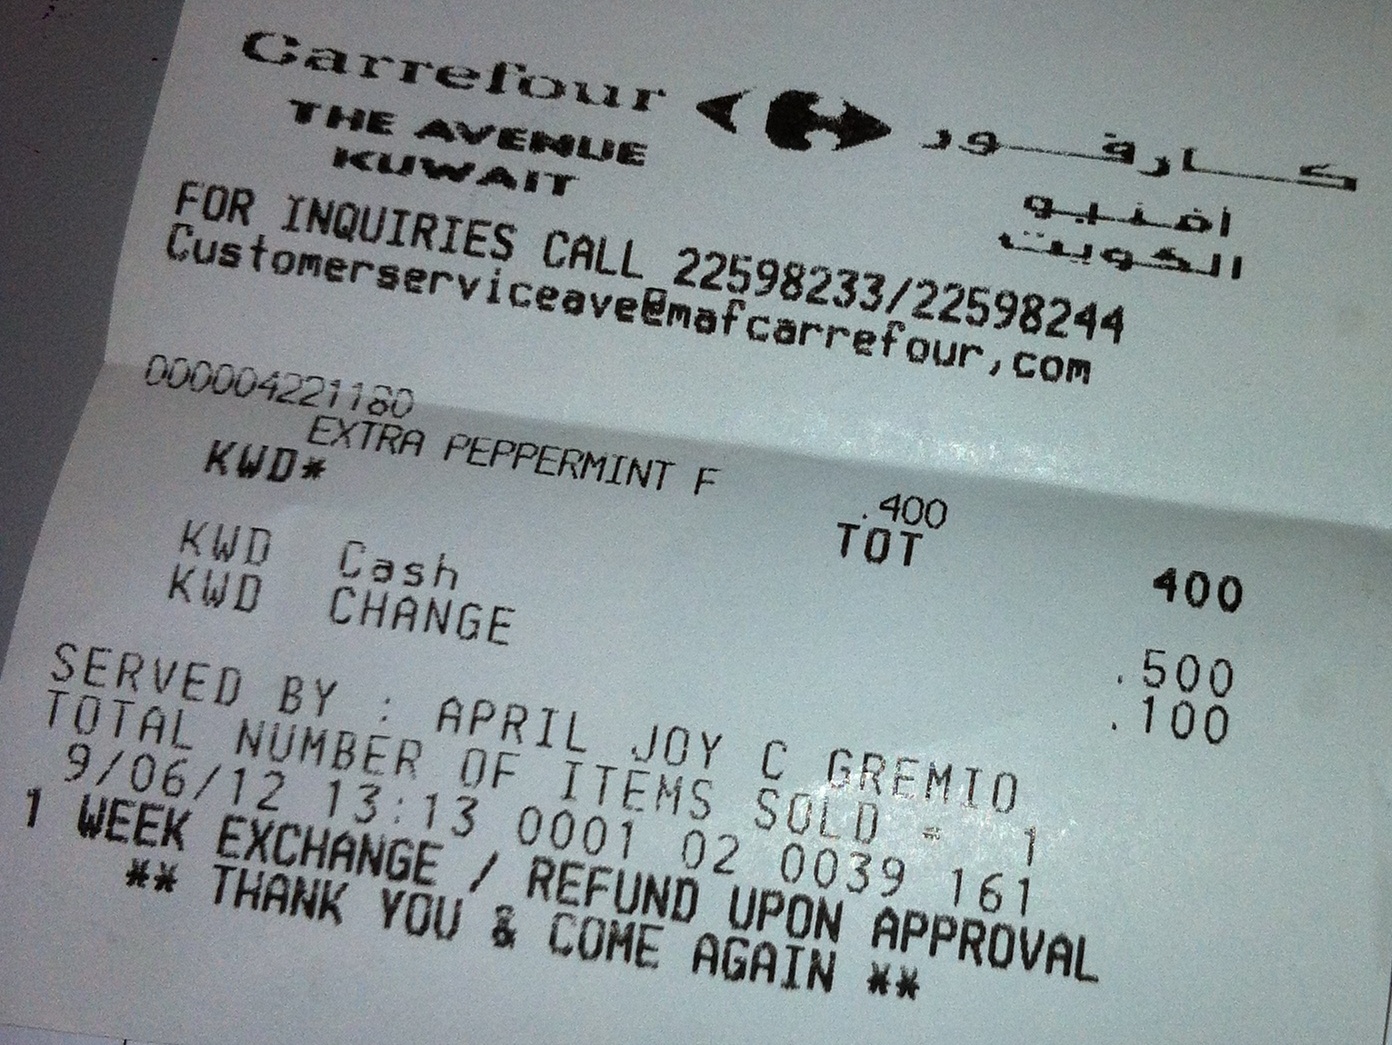 Carrefour كارفور
THE AVENUE أفنيو
KUWAIT الكويت
FOR INQUIRIES CALL 22598233/22598244
Customerserviceave@mafcarrefour,com
000004221180
EXTRA PEPPERMINT F .400
KWD* TOT 400
KWD Cash .500
KWD CHANGE .100
SERVED BY : APRIL JOY C GREMIO
TOTAL NUMBER OF ITEMS SOLD = 1
9/06/12 13:13 0001 02 0039 161
1 WEEK EXCHANGE / REFUND UPON APPROVAL
** THANK YOU & COME AGAIN **